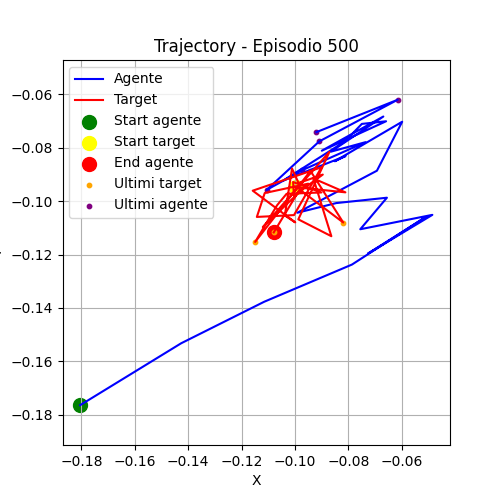 Trajectory - Episodio 500
Agente
Target
Start agente
Start target
End agente
Ultimi target
Ultimi agente
−0.06
−0.08
−0.10
−0.12
−0.14
−0.16
−0.18
−0.18
−0.16
−0.14
−0.12
−0.10
−0.08
−0.06
X